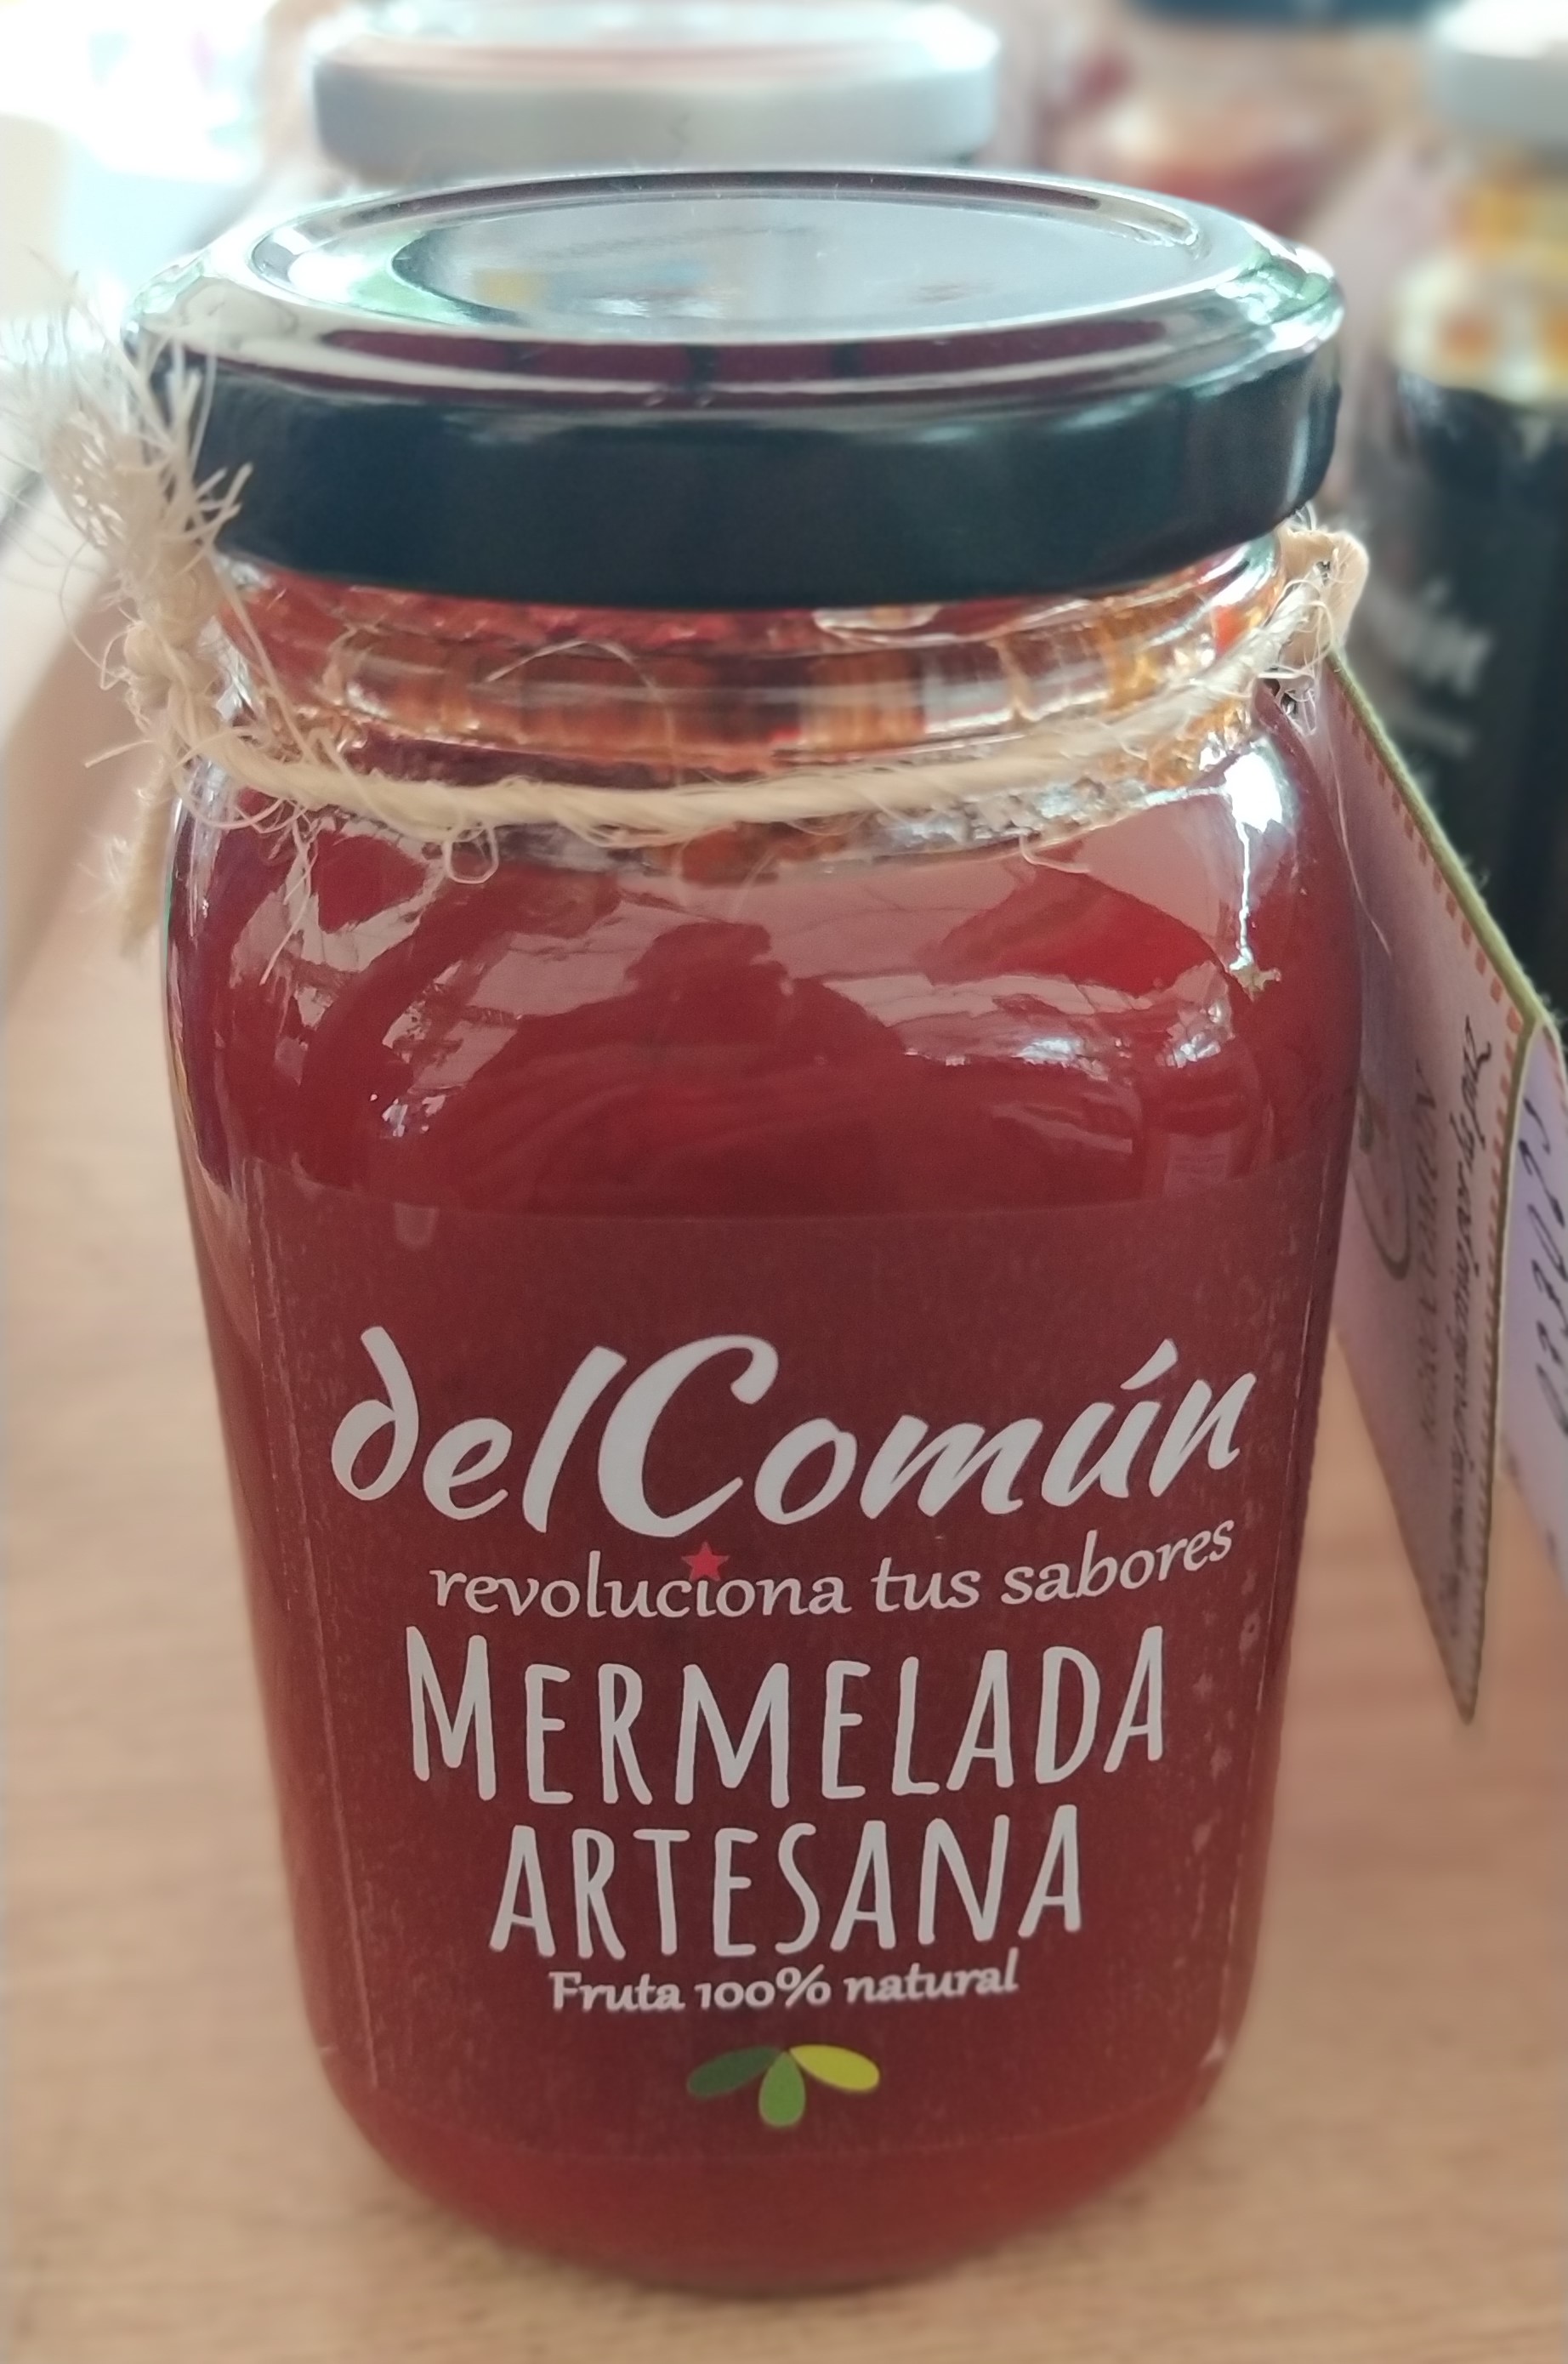 delComún
revoluciona tus sabores
MERMELADA
ARTESANA
Fruta 100% natural